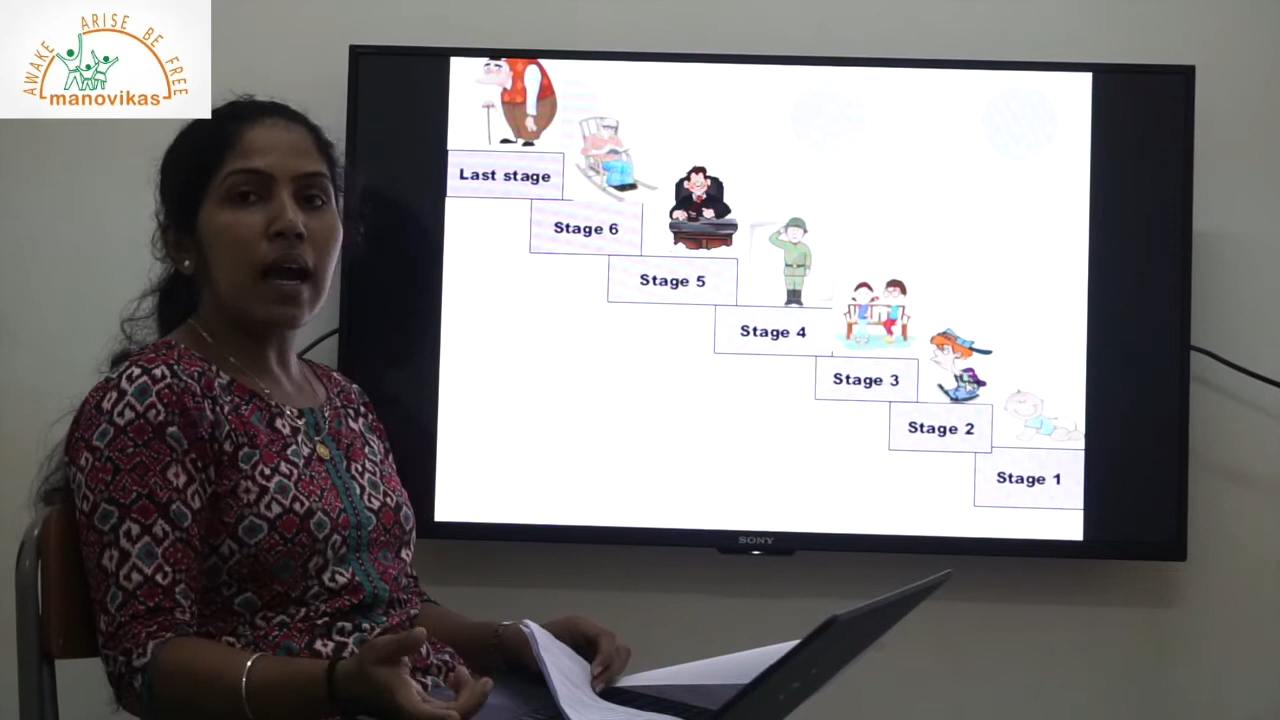 AWAKE ARISE BE FREE
manovikas
Last stage
Stage 6
Stage 5
Stage 4
Stage 3
Stage 2
Stage 1
SONY